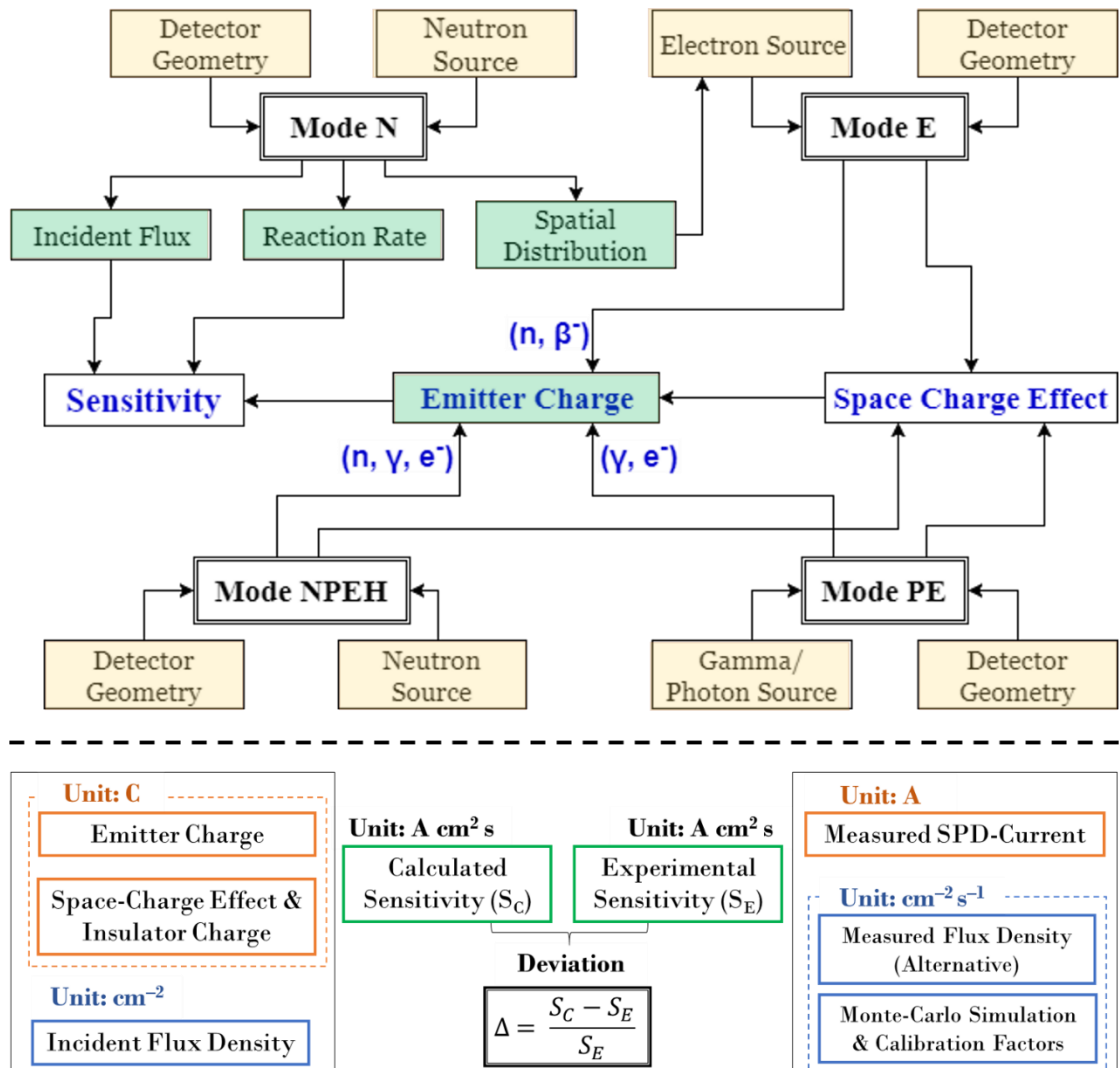 Detector
Geometry
Neutron
Source
Electron Source
Detector
Geometry
Mode N
Mode E
Incident Flux
Reaction Rate
Spatial
Distribution
(n, β⁻)
Sensitivity
Emitter Charge
Space Charge Effect
(n, γ, e⁻)
(γ, e⁻)
Mode NPEH
Mode PE
Detector
Geometry
Neutron
Source
Gamma/
Photon Source
Detector
Geometry
Unit: C
Emitter Charge
Space-Charge Effect &
Insulator Charge
Unit: cm⁻²
Incident Flux Density
Unit: A cm² s
Calculated
Sensitivity (S_C)
Unit: A cm² s
Experimental
Sensitivity (S_E)
Deviation
Δ = (S_C − S_E) / S_E
Unit: A
Measured SPD-Current
Unit: cm⁻² s⁻¹
Measured Flux Density
(Alternative)
Monte-Carlo Simulation
& Calibration Factors